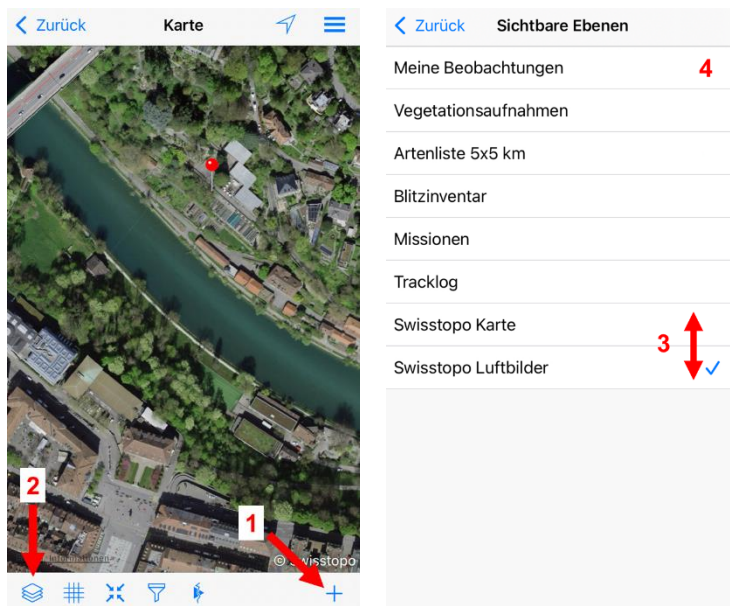 Zurück
Karte
2
1
Informationen
© Swisstopo
Zurück
Sichtbare Ebenen
Meine Beobachtungen
4
Vegetationsaufnahmen
Artenliste 5x5 km
Blitzinventar
Missionen
Tracklog
Swisstopo Karte
3
Swisstopo Luftbilder